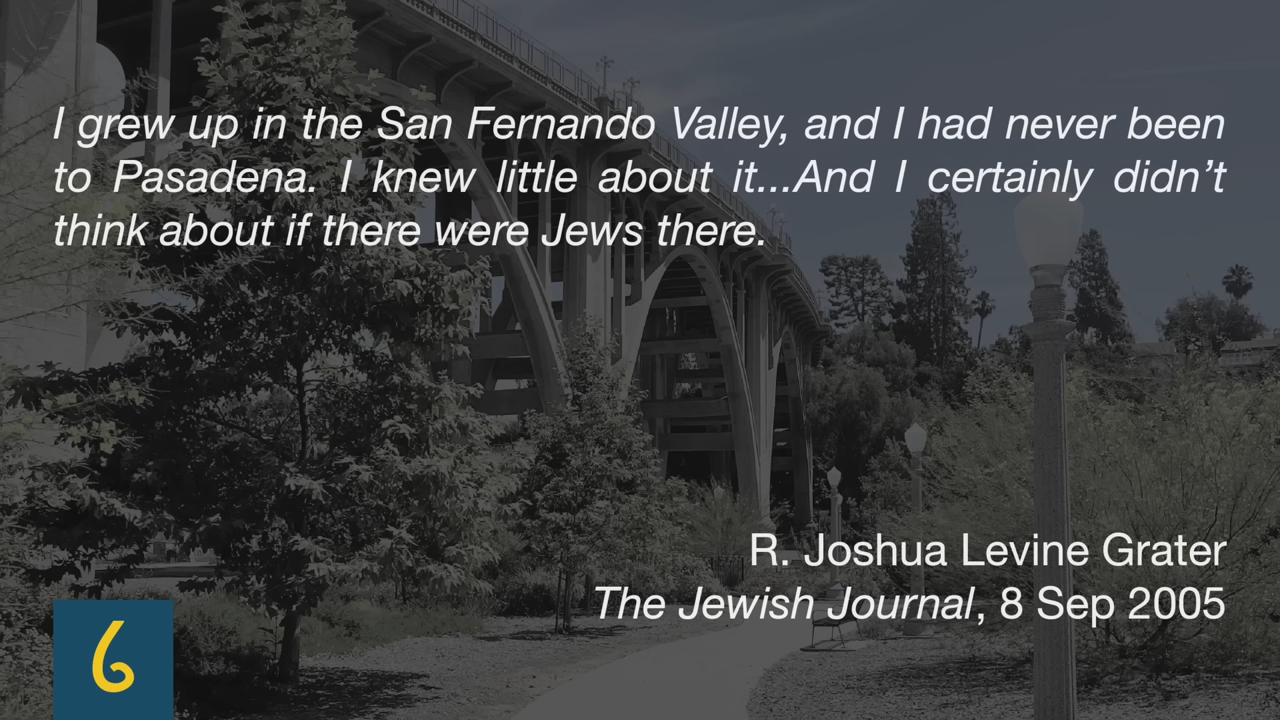 I grew up in the San Fernando Valley, and I had never been
to Pasadena. I knew little about it...And I certainly didn’t
think about if there were Jews there.
R. Joshua Levine Grater
The Jewish Journal, 8 Sep 2005
6